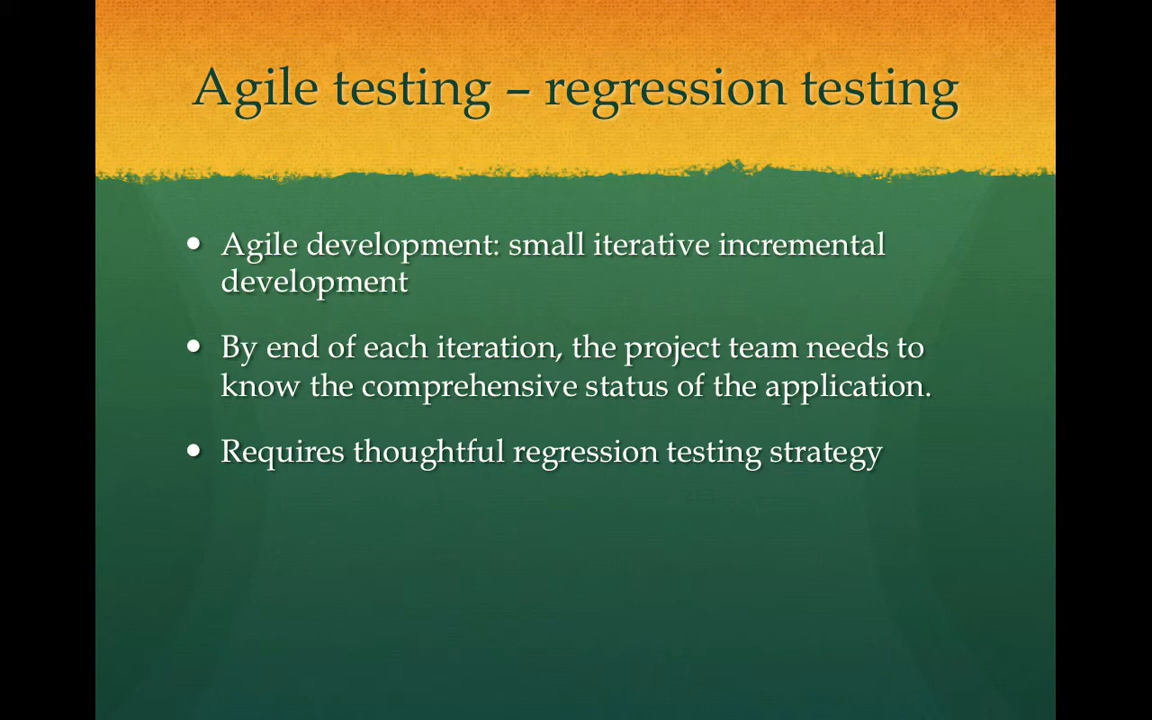 Agile testing – regression testing
• Agile development: small iterative incremental
development
• By end of each iteration, the project team needs to
know the comprehensive status of the application.
• Requires thoughtful regression testing strategy